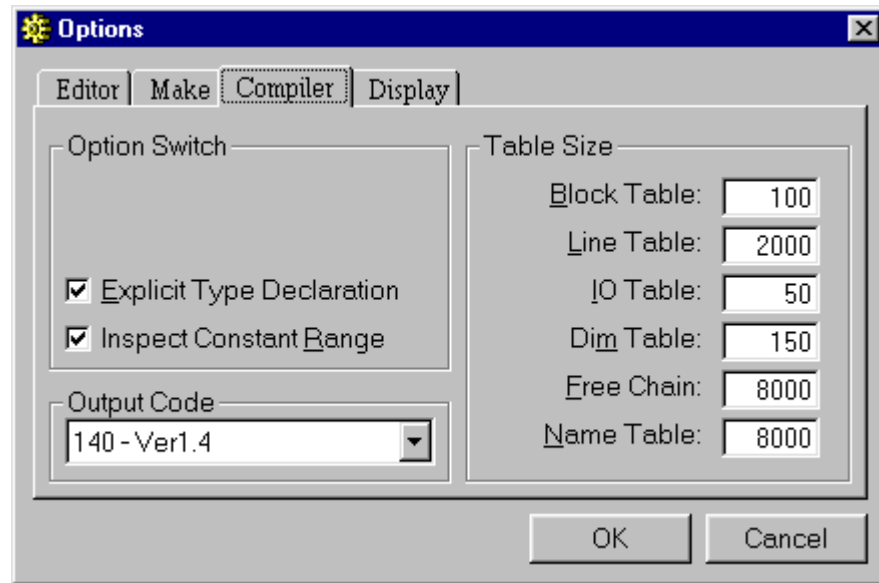 Options
Editor Make Compiler Display
Option Switch
Explicit Type Declaration
Inspect Constant Range
Output Code
140 - Ver1.4
Table Size
Block Table: 100
Line Table: 2000
IO Table: 50
Dim Table: 150
Free Chain: 8000
Name Table: 8000
OK Cancel